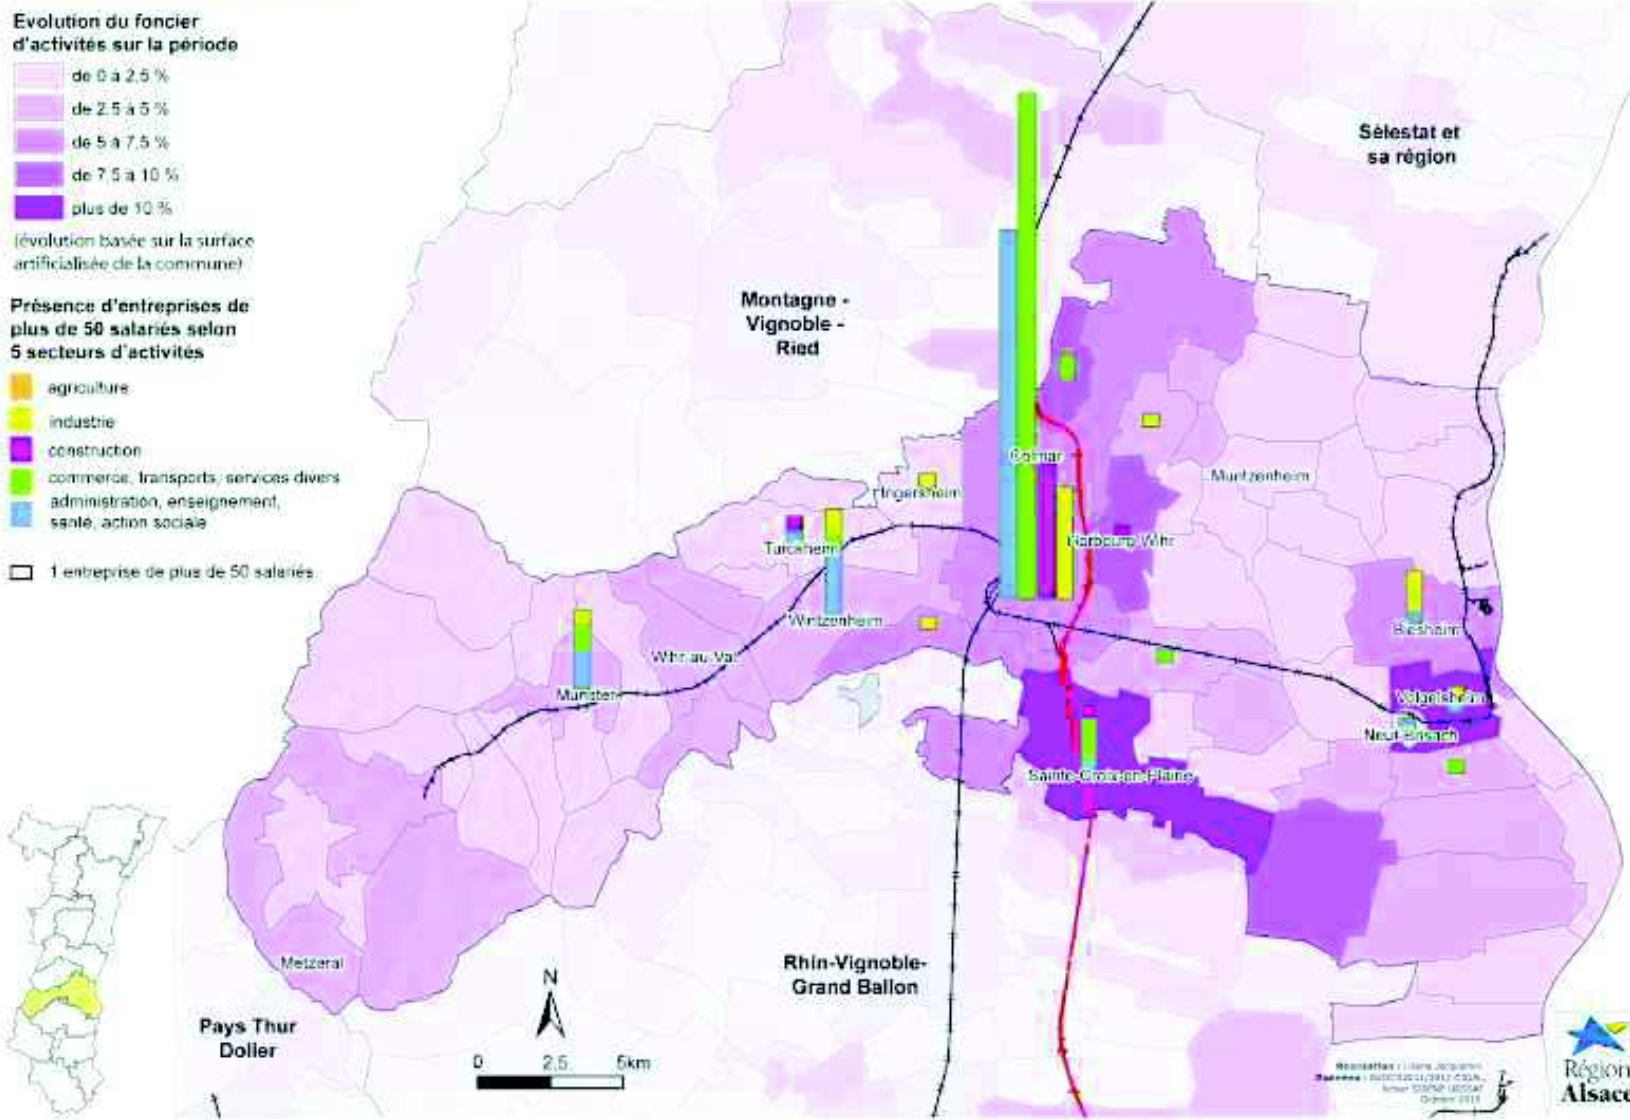 Evolution du foncier
d'activités sur la période
de 0 à 2.5 %
de 2.5 à 5 %
de 5 à 7.5 %
de 7.5 à 10 %
plus de 10 %
(évolution basée sur la surface
artificialisée de la commune)
Présence d'entreprises de
plus de 50 salariés selon
5 secteurs d'activités
agriculture
industrie
construction
commerce, transports, services divers
administration, enseignement,
santé, action sociale
1 entreprise de plus de 50 salariés
Sélestat et
sa région
Montagne -
Vignoble -
Ried
Colmar
Ingersheim
Muntzenheim
Turckheim
Horbourg-Wihr
Wintzenheim
Biesheim
Wihr-au-Val
Munster
Volgelsheim
Neuf-Brisach
Sainte-Croix-en-Plaine
Metzeral
Rhin-Vignoble-
Grand Ballon
Pays Thur
Doller
N
0 2,5 5km
Réalisation :
Région
Alsace